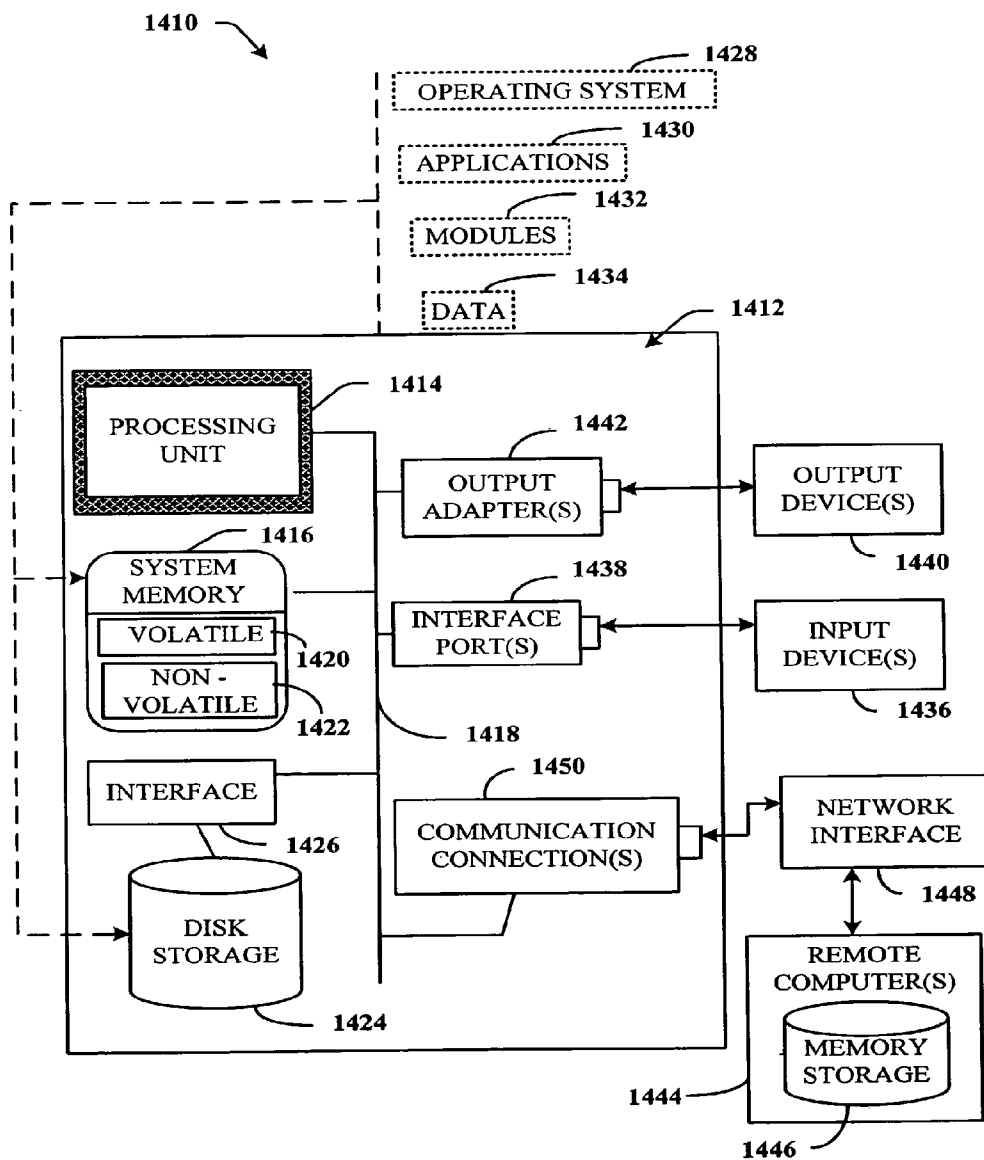 1410
1428
OPERATING SYSTEM
1430
APPLICATIONS
1432
MODULES
1434
DATA
1412
1414
PROCESSING
UNIT
1442
OUTPUT
ADAPTER(S)
OUTPUT
DEVICE(S)
1440
1416
SYSTEM
MEMORY
VOLATILE
1420
NON -
VOLATILE
1422
1438
INTERFACE
PORT(S)
INPUT
DEVICE(S)
1436
1418
1450
INTERFACE
1426
COMMUNICATION
CONNECTION(S)
NETWORK
INTERFACE
1448
DISK
STORAGE
1424
REMOTE
COMPUTER(S)
MEMORY
STORAGE
1444
1446